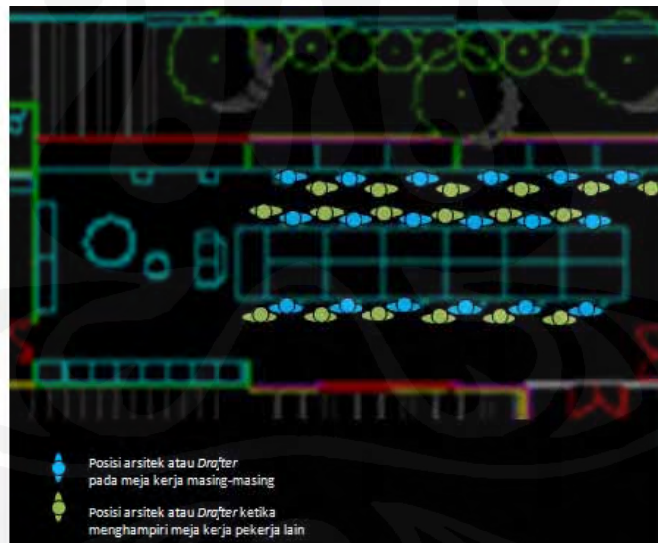 Posisi arsitek atau Drafter
pada meja kerja masing-masing
Posisi arsitek atau Drafter ketika
menghampiri meja kerja pekerja lain